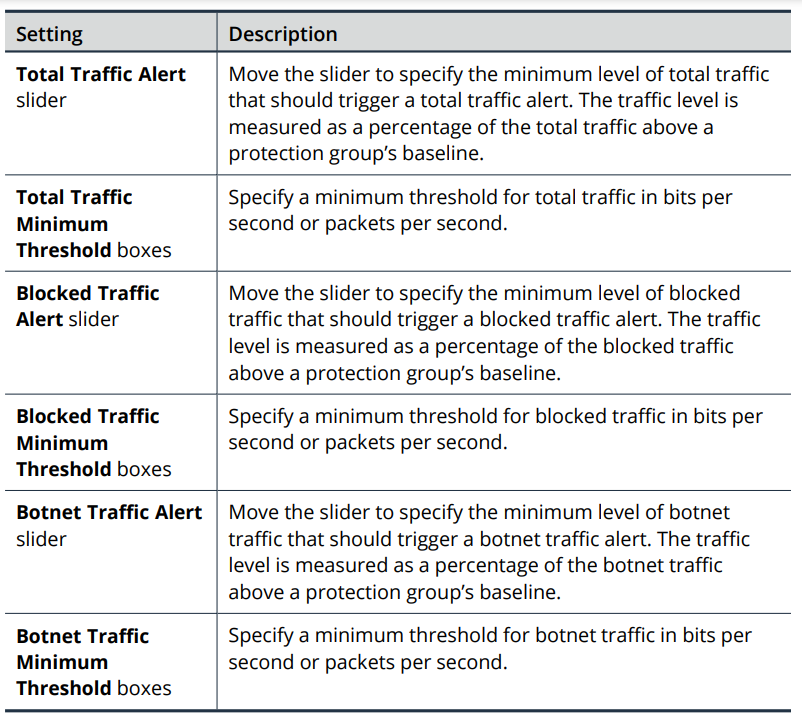 Setting
Description
Total Traffic Alert
slider
Move the slider to specify the minimum level of total traffic
that should trigger a total traffic alert. The traffic level is
measured as a percentage of the total traffic above a
protection group’s baseline.
Total Traffic
Minimum
Threshold boxes
Specify a minimum threshold for total traffic in bits per
second or packets per second.
Blocked Traffic
Alert slider
Move the slider to specify the minimum level of blocked
traffic that should trigger a blocked traffic alert. The traffic
level is measured as a percentage of the blocked traffic
above a protection group’s baseline.
Blocked Traffic
Minimum
Threshold boxes
Specify a minimum threshold for blocked traffic in bits per
second or packets per second.
Botnet Traffic Alert
slider
Move the slider to specify the minimum level of botnet
traffic that should trigger a botnet traffic alert. The traffic
level is measured as a percentage of the botnet traffic
above a protection group’s baseline.
Botnet Traffic
Minimum
Threshold boxes
Specify a minimum threshold for botnet traffic in bits per
second or packets per second.